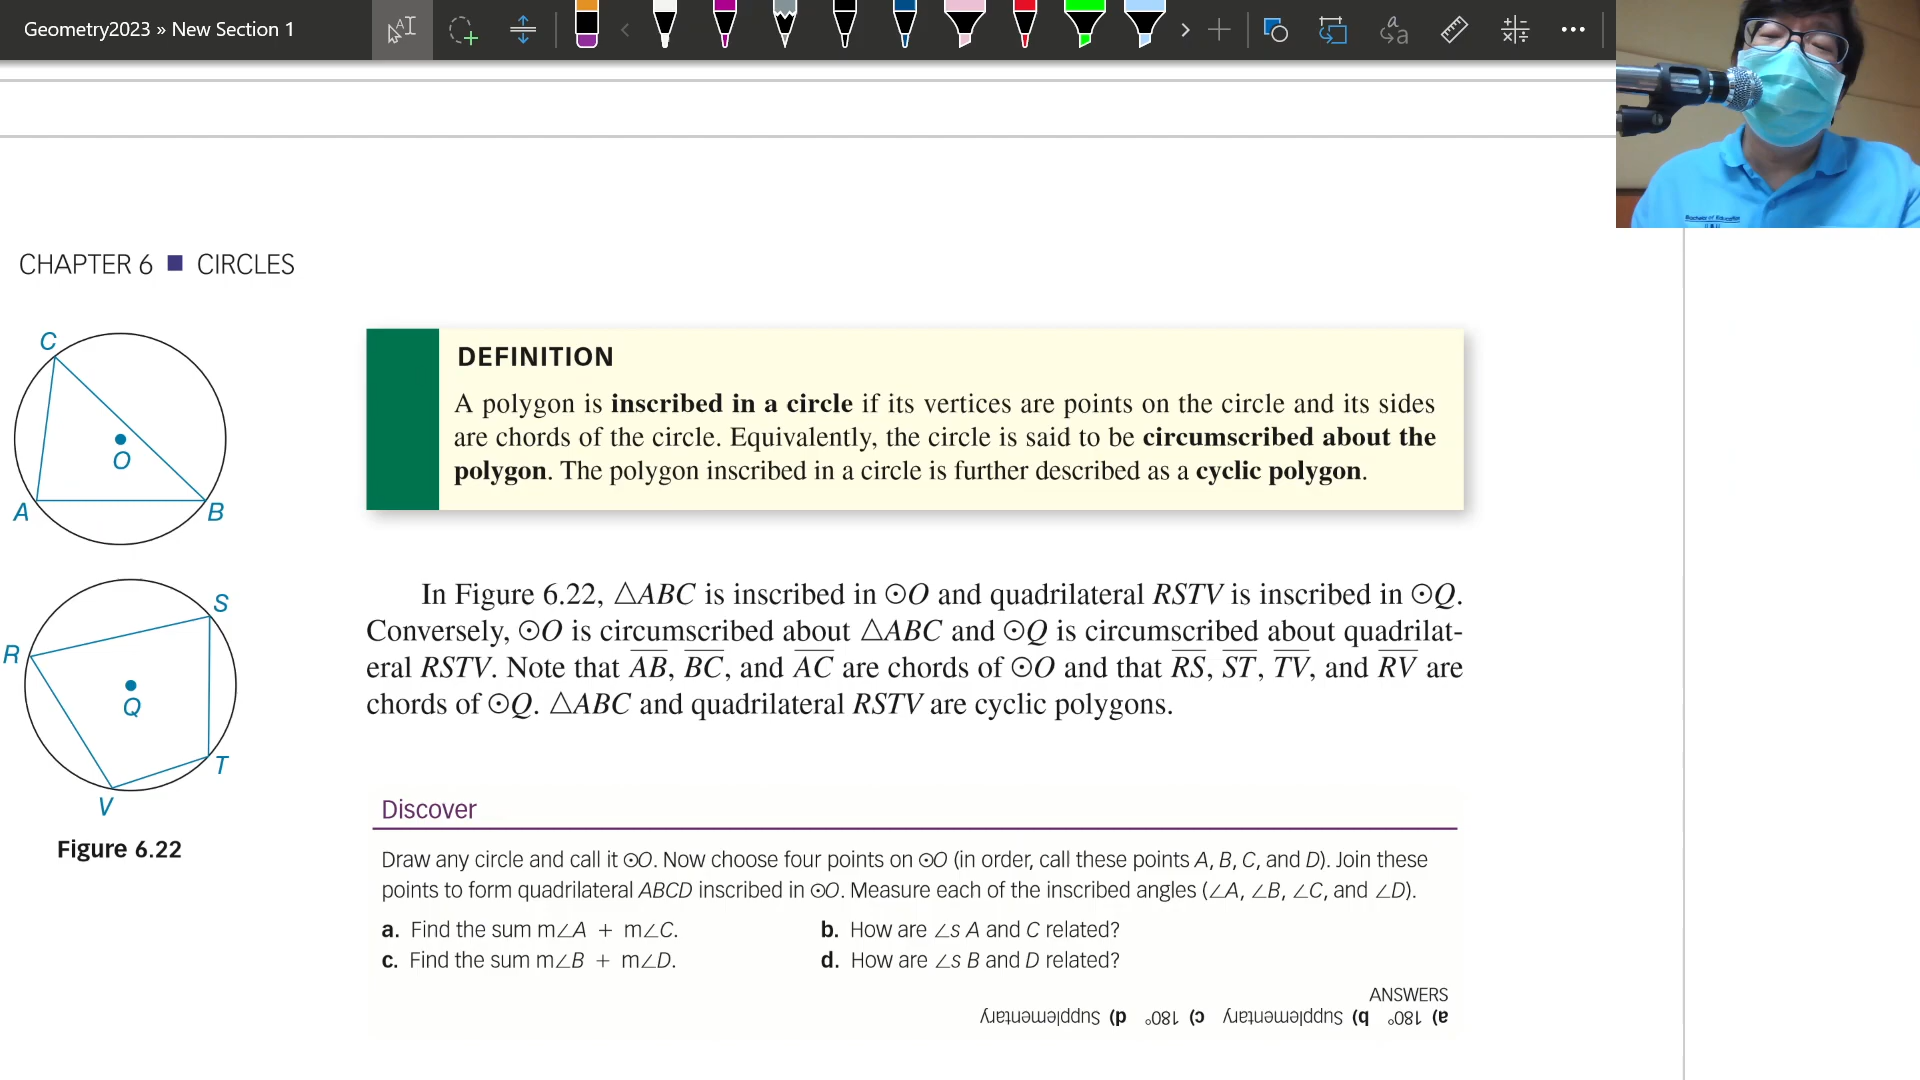 Geometry2023 » New Section 1
Bachelor of Education
CHAPTER 6 ■ CIRCLES
C
O
A
B
S
R
Q
T
V
Figure 6.22
DEFINITION
A polygon is inscribed in a circle if its vertices are points on the circle and its sides
are chords of the circle. Equivalently, the circle is said to be circumscribed about the
polygon. The polygon inscribed in a circle is further described as a cyclic polygon.
In Figure 6.22, △ABC is inscribed in ⊙O and quadrilateral RSTV is inscribed in ⊙Q.
Conversely, ⊙O is circumscribed about △ABC and ⊙Q is circumscribed about quadrilat-
eral RSTV. Note that A̅B̅, B̅C̅, and A̅C̅ are chords of ⊙O and that R̅S̅, S̅T̅, T̅V̅, and R̅V̅ are
chords of ⊙Q. △ABC and quadrilateral RSTV are cyclic polygons.
Discover
Draw any circle and call it ⊙O. Now choose four points on ⊙O (in order, call these points A, B, C, and D). Join these
points to form quadrilateral ABCD inscribed in ⊙O. Measure each of the inscribed angles (∠A, ∠B, ∠C, and ∠D).
a. Find the sum m∠A + m∠C.
b. How are ∠s A and C related?
c. Find the sum m∠B + m∠D.
d. How are ∠s B and D related?
ANSWERS
a) 180° b) Supplementary c) 180° d) Supplementary